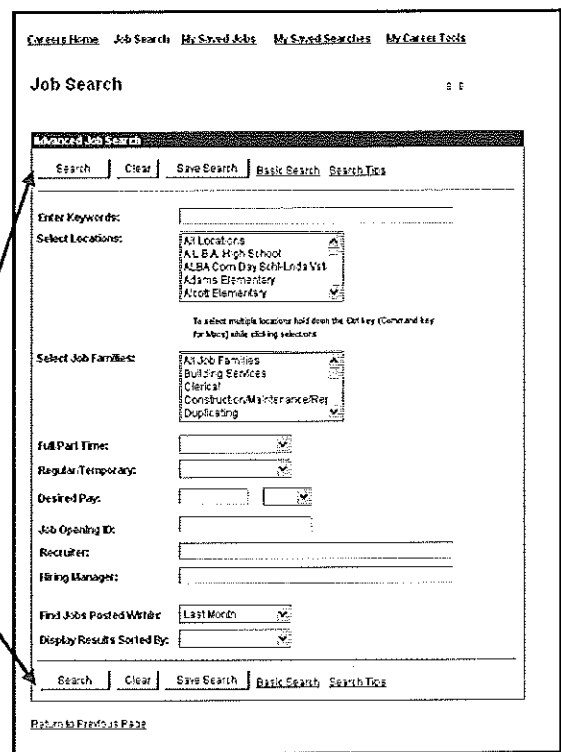 Careers Home Job Search My Saved Jobs My Saved Searches My Career Tools
Job Search
Advanced Job Search
Search Clear Save Search Basic Search Search Tips
Enter Keywords:
Select Locations:
All Locations
A.L.B.A. High School
ALBA Com Day Schl-Lnda Vst
Adams Elementary
Alcott Elementary
To select multiple locations hold down the Ctrl key (Command key
for Macs) while clicking selections
Select Job Families:
All Job Families
Building Services
Clerical
Construction/Maintenance/Rep
Duplicating
Full/Part Time:
Regular/Temporary:
Desired Pay:
Job Opening ID:
Recruiter:
Hiring Manager:
Find Jobs Posted Within: Last Month
Display Results Sorted By:
Search Clear Save Search Basic Search Search Tips
Return to Previous Page